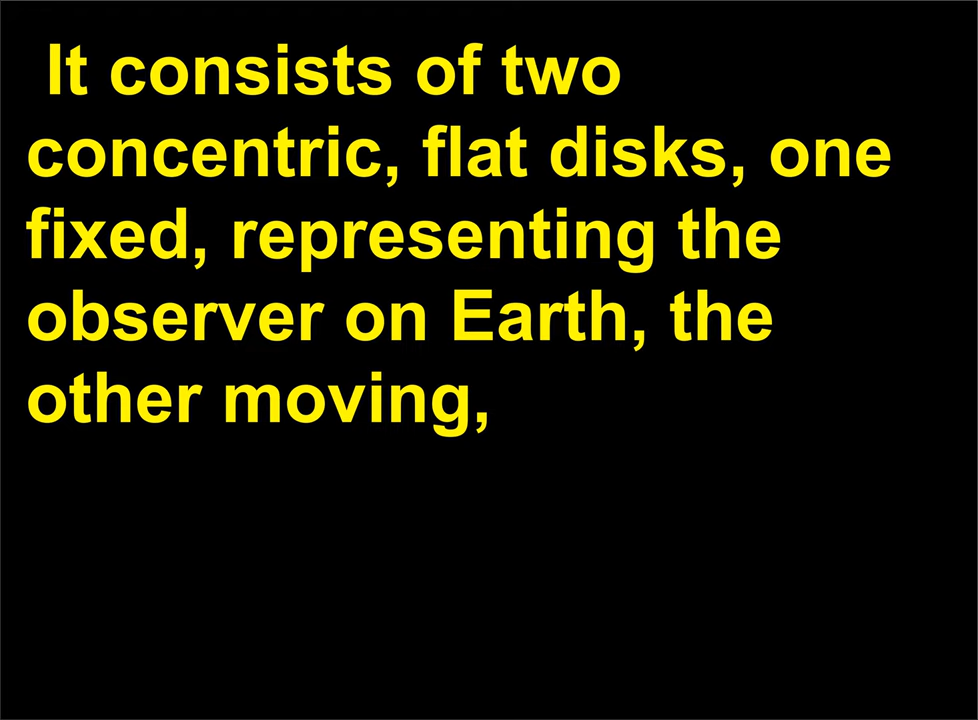 It consists of two
concentric, flat disks, one
fixed, representing the
observer on Earth, the
other moving,